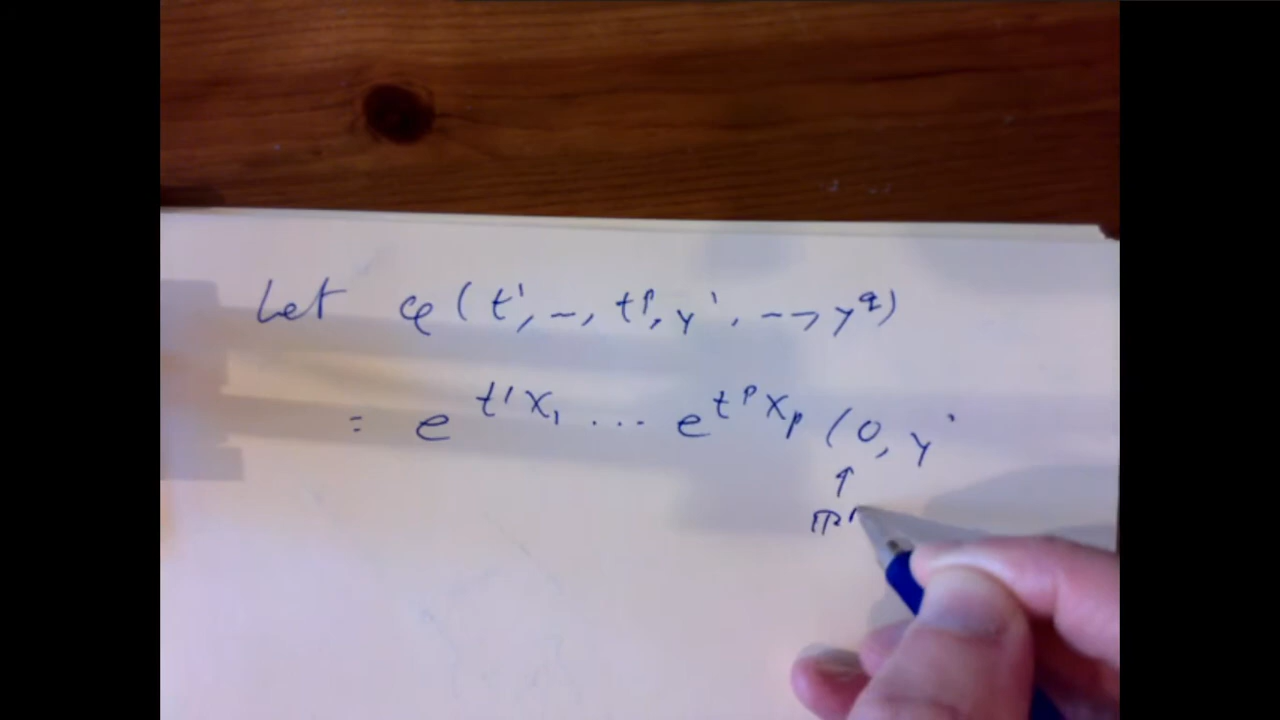 Let φ(t¹, --, tᵖ, y¹, --, y^q)
= e^{t¹X₁} ... e^{tᵖXₚ} (0, y
↑
ℝ